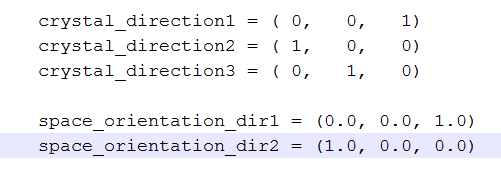 crystal_direction1 = ( 0,   0,   1)
crystal_direction2 = ( 1,   0,   0)
crystal_direction3 = ( 0,   1,   0)
space_orientation_dir1 = (0.0, 0.0, 1.0)
space_orientation_dir2 = (1.0, 0.0, 0.0)